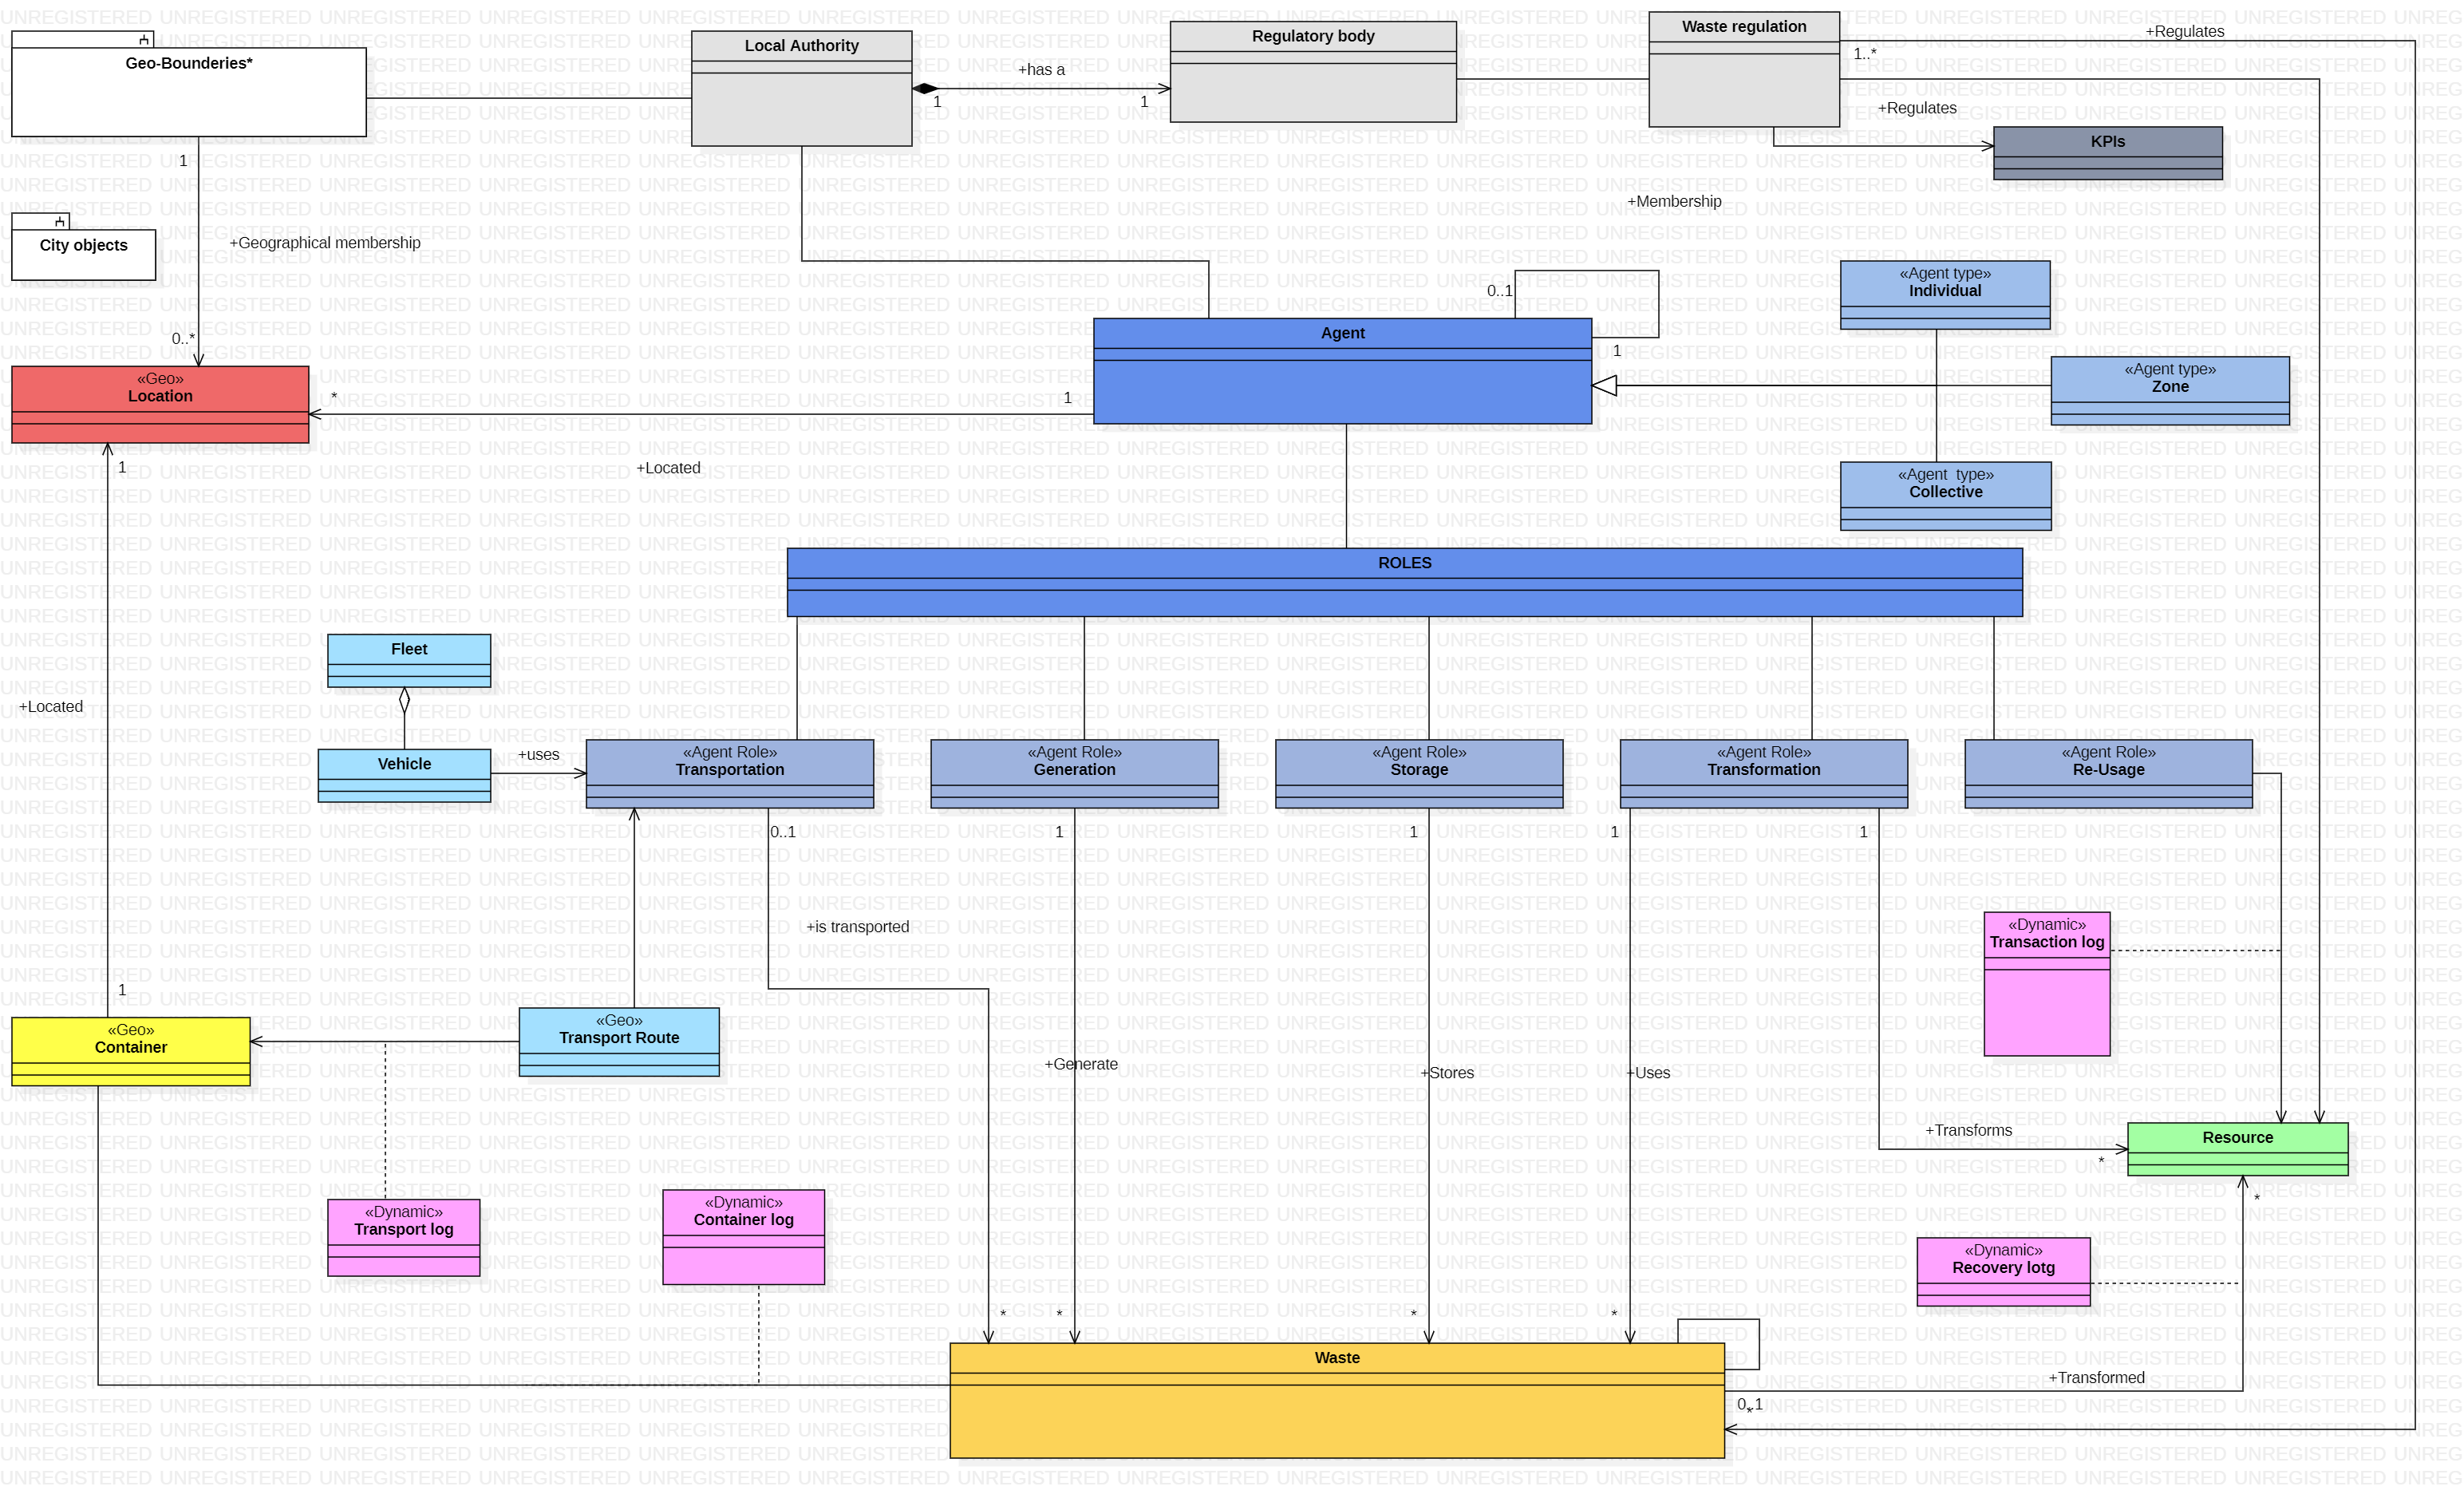 Geo-Bounderies*
Local Authority
+has a
1
1
Regulatory body
Waste regulation
1..*
+Regulates
+Regulates
KPIs
1
+Geographical membership
0..*
City objects
+Membership
«Agent type»
Individual
0..1
Agent
1
«Agent type»
Zone
«Geo»
Location
*
1
+Located
1
«Agent  type»
Collective
ROLES
Fleet
+Located
Vehicle
+uses
«Agent Role»
Transportation
«Agent Role»
Generation
«Agent Role»
Storage
«Agent Role»
Transformation
«Agent Role»
Re-Usage
0..1
1
1
1
1
+is transported
«Dynamic»
Transaction log
1
«Geo»
Container
«Geo»
Transport Route
+Generate
+Stores
+Uses
+Transforms
*
Resource
*
«Dynamic»
Transport log
«Dynamic»
Container log
«Dynamic»
Recovery lotg
*
*
*
*
Waste
+Transformed
0..1
*
UNREGISTERED